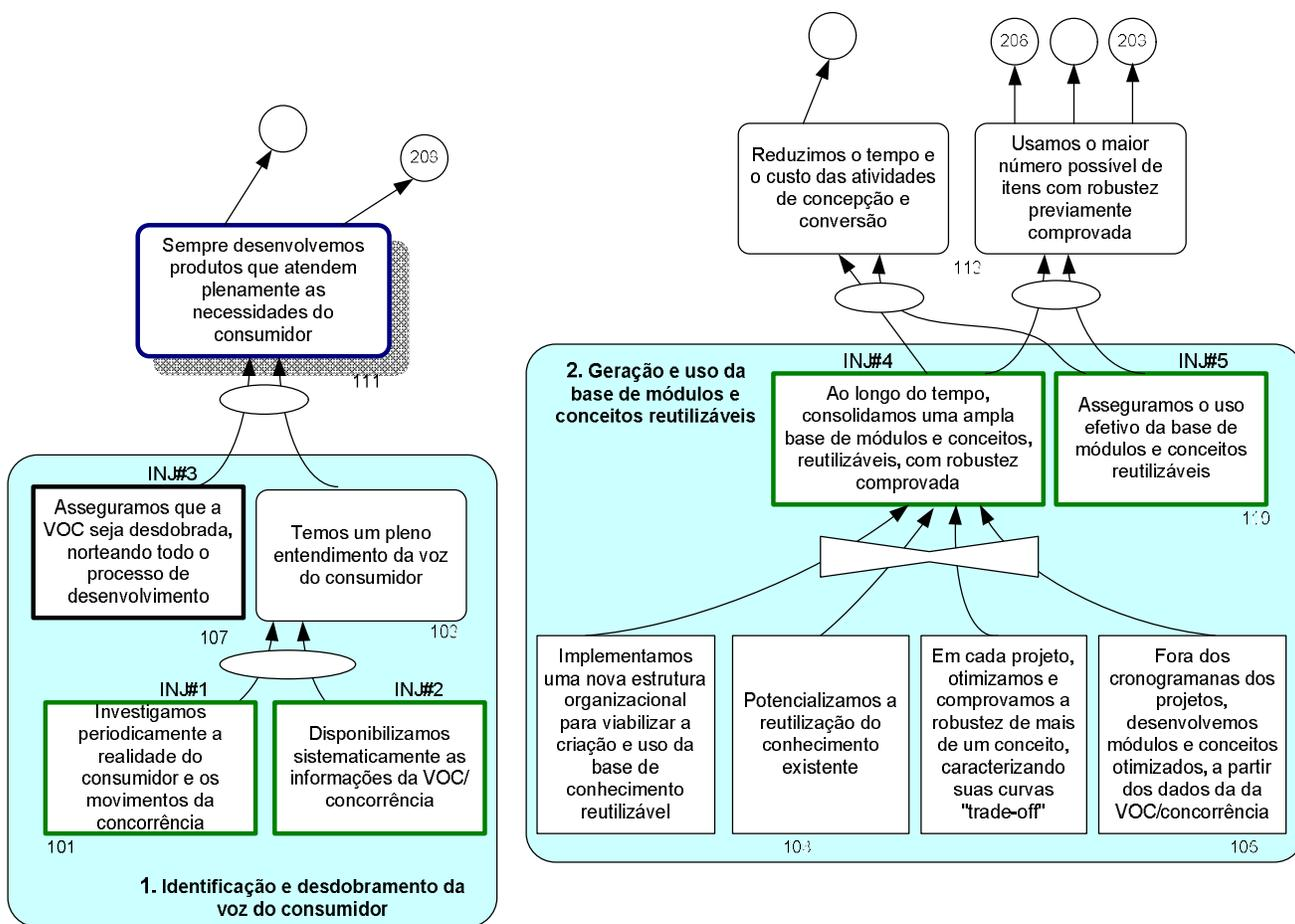 206
203
209
Sempre desenvolvemos
produtos que atendem
plenamente as
necessidades do
consumidor
111
Reduzimos o tempo e
o custo das atividades
de concepção e
conversão
Usamos o maior
número possível de
itens com robustez
previamente
comprovada
113
INJ#3
Asseguramos que a
VOC seja desdobrada,
norteando todo o
processo de
desenvolvimento
107
Temos um pleno
entendimento da voz
do consumidor
103
INJ#1
Investigamos
periodicamente a
realidade do
consumidor e os
movimentos da
concorrência
101
INJ#2
Disponibilizamos
sistematicamente as
informações da VOC/
concorrência
1. Identificação e desdobramento da
voz do consumidor
2. Geração e uso da
base de módulos e
conceitos reutilizáveis
INJ#4
Ao longo do tempo,
consolidamos uma ampla
base de módulos e conceitos,
reutilizáveis, com robustez
comprovada
INJ#5
Asseguramos o uso
efetivo da base de
módulos e conceitos
reutilizáveis
110
Implementamos
uma nova estrutura
organizacional
para viabilizar a
criação e uso da
base de
conhecimento
reutilizável
Potencializamos a
reutilização do
conhecimento
existente
104
Em cada projeto,
otimizamos e
comprovamos a
robustez de mais
de um conceito,
caracterizando
suas curvas
"trade-off"
Fora dos
cronogramanas dos
projetos,
desenvolvemos
módulos e conceitos
otimizados, a partir
dos dados da da
VOC/concorrência